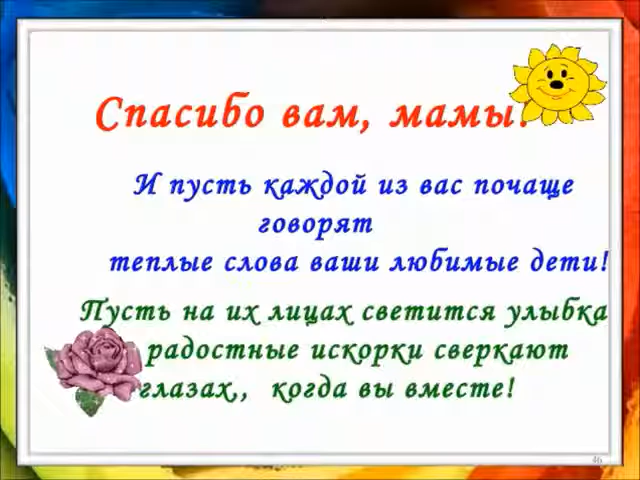 Спасибо вам, мамы!
И пусть каждой из вас почаще
говорят
теплые слова ваши любимые дети!
Пусть на их лицах светится улыбка
радостные искорки сверкают
глазах,, когда вы вместе!
46